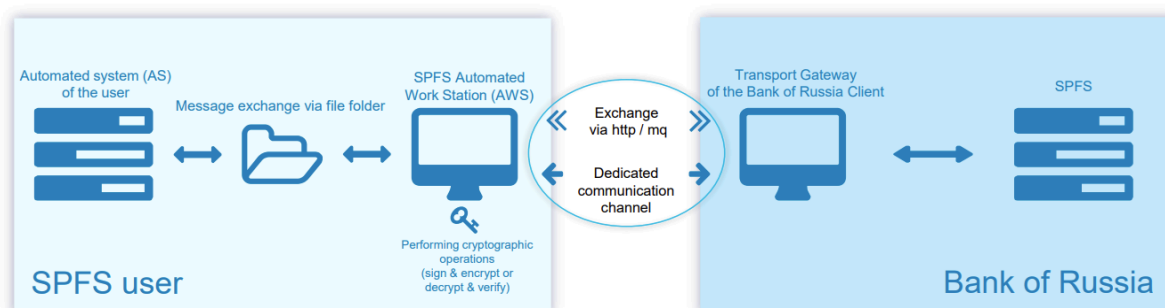 Automated system (AS)
of the user
Message exchange via file folder
SPFS Automated
Work Station (AWS)
Performing cryptographic
operations
(sign & encrypt or
decrypt & verify)
SPFS user
Exchange
via http / mq
Dedicated
communication
channel
Transport Gateway
of the Bank of Russia Client
SPFS
Bank of Russia